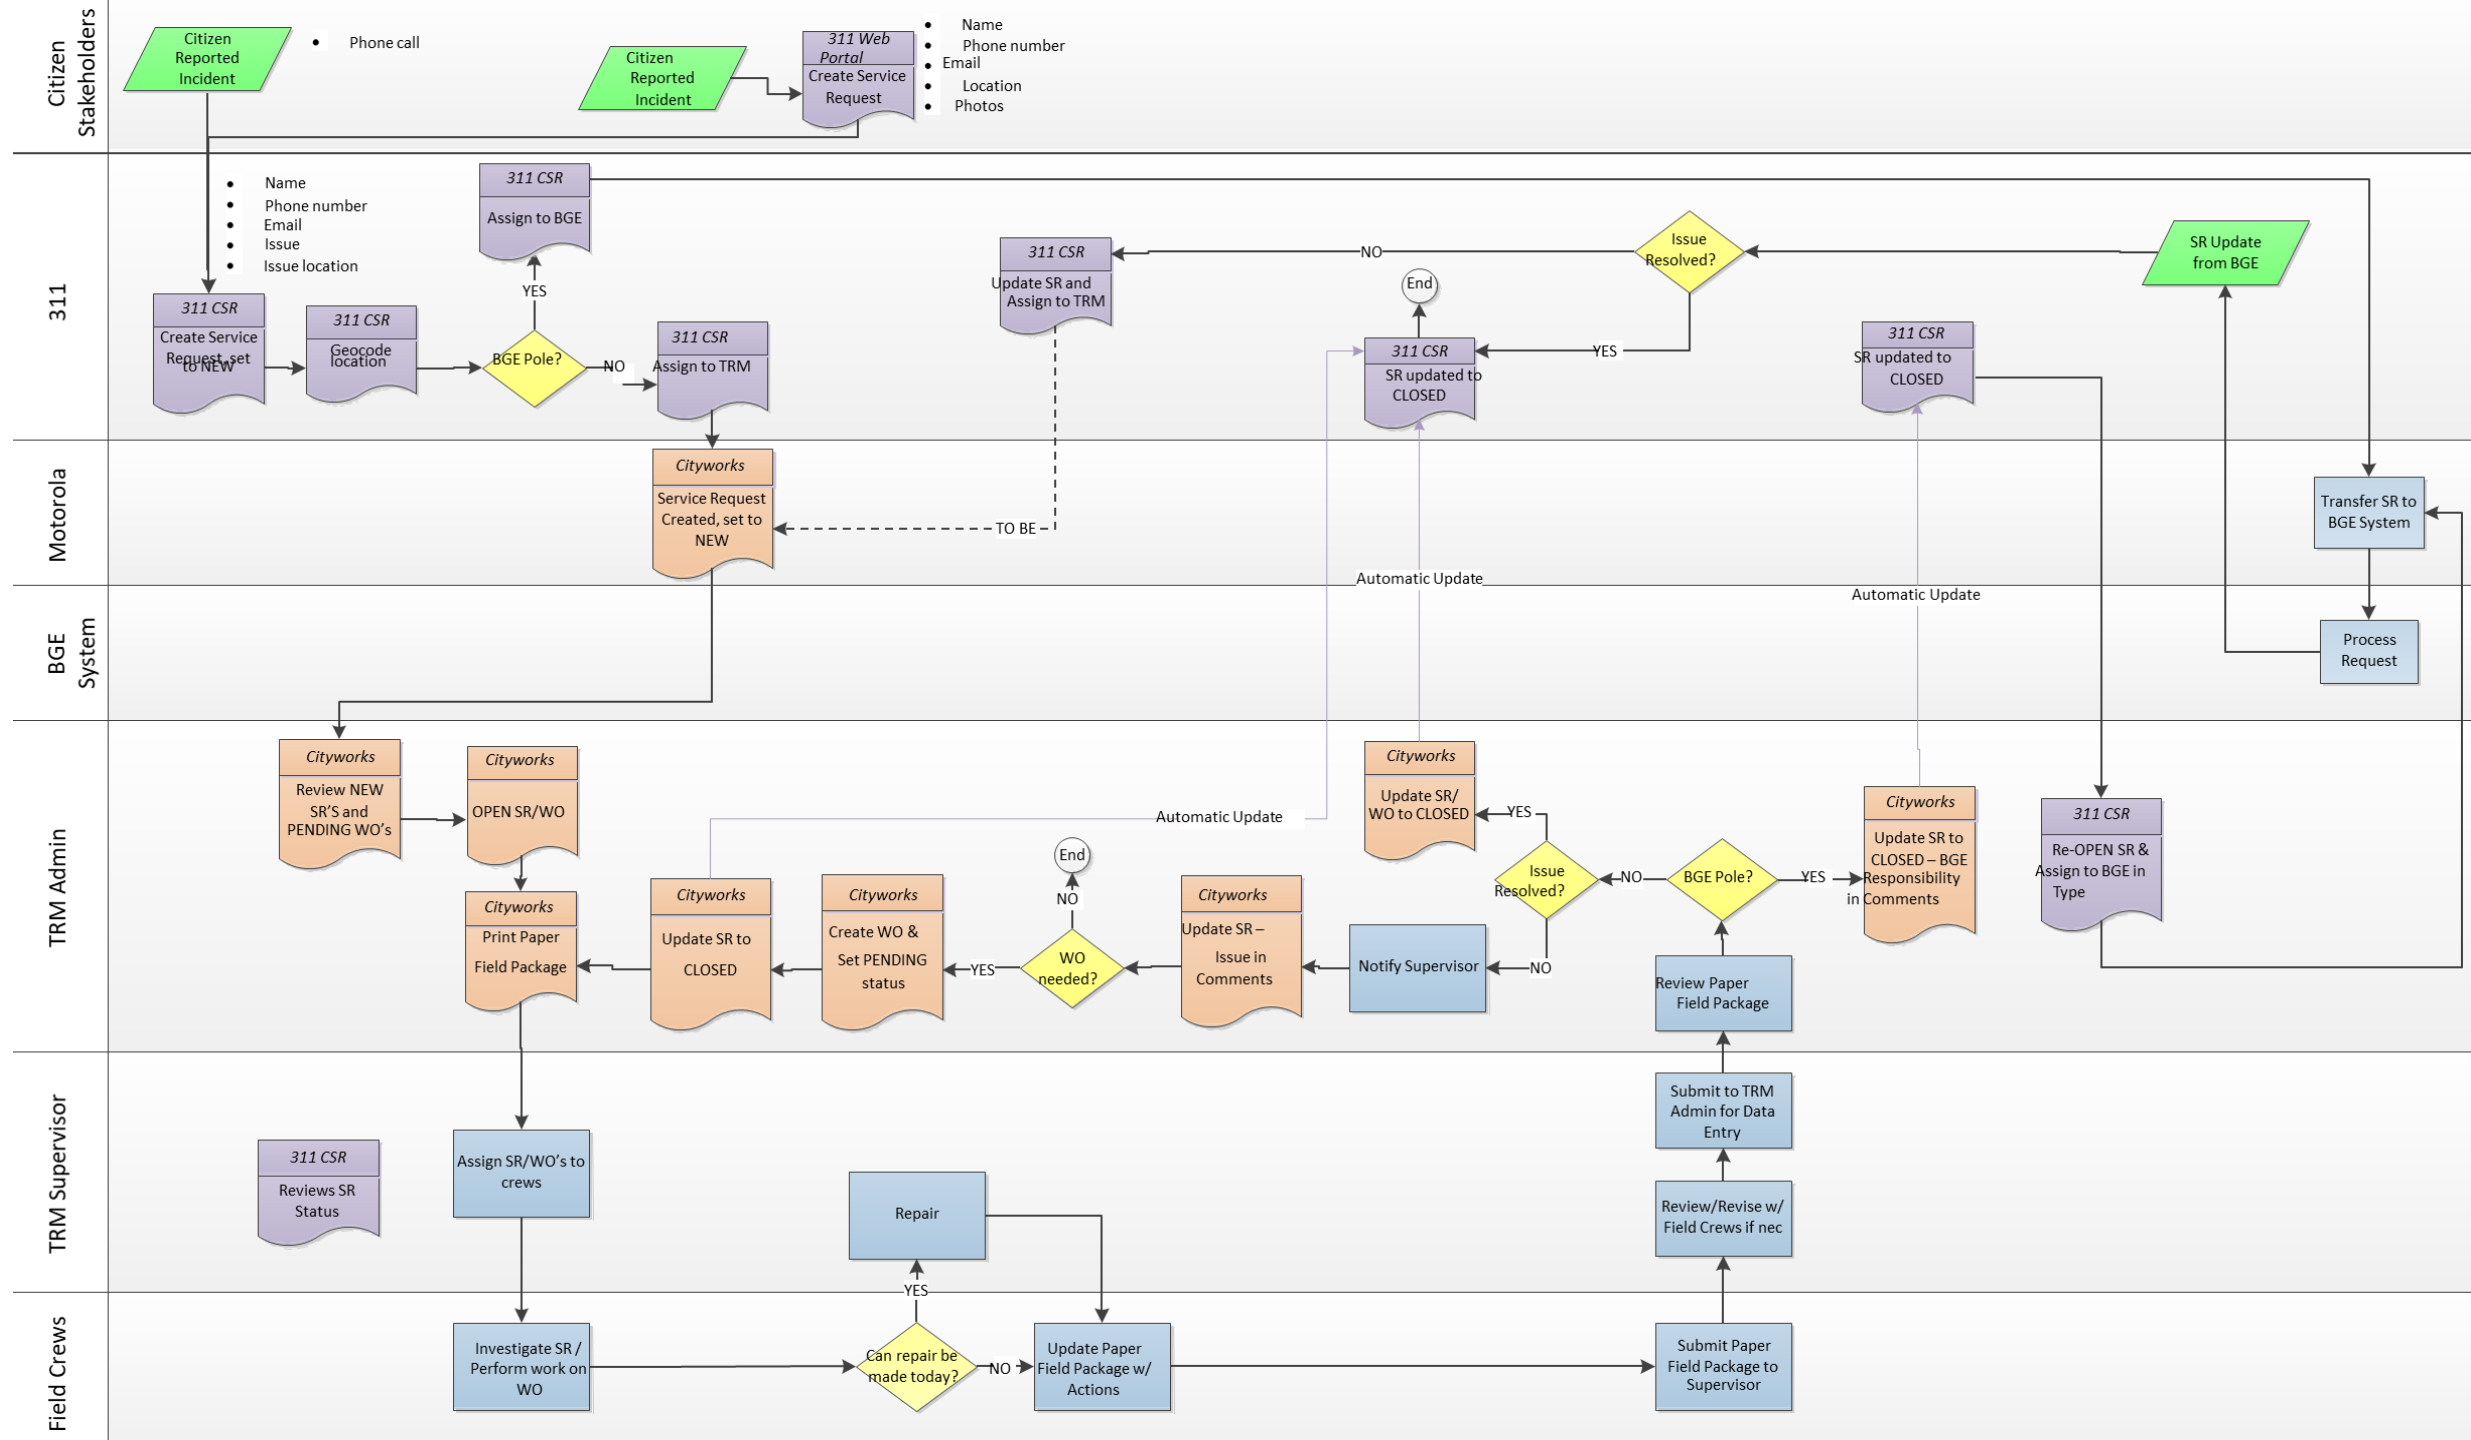 Citizen
Stakeholders
Citizen
Reported
Incident
• Phone call
Citizen
Reported
Incident
311 Web
Portal
Create Service
Request
• Name
• Phone number
• Email
• Location
• Photos
311
• Name
• Phone number
• Email
• Issue
• Issue location
311 CSR
Create Service
Request, set
to NEW
311 CSR
Geocode
location
BGE Pole?
YES
311 CSR
Assign to BGE
NO
311 CSR
Assign to TRM
311 CSR
Update SR and
Assign to TRM
NO
Issue
Resolved?
YES
End
311 CSR
SR updated to
CLOSED
311 CSR
SR updated to
CLOSED
SR Update
from BGE
Motorola
Cityworks
Service Request
Created, set to
NEW
TO BE
Transfer SR to
BGE System
Automatic Update
Automatic Update
BGE
System
Process
Request
TRM Admin
Cityworks
Review NEW
SR'S and
PENDING WO's
Cityworks
OPEN SR/WO
Cityworks
Print Paper
Field Package
Cityworks
Update SR to
CLOSED
Automatic Update
Cityworks
Create WO &
Set PENDING
status
YES
WO
needed?
NO
End
Cityworks
Update SR –
Issue in
Comments
Notify Supervisor
NO
Issue
Resolved?
YES
Cityworks
Update SR/
WO to CLOSED
NO
BGE Pole?
YES
Cityworks
Update SR to
CLOSED – BGE
Responsibility
in Comments
311 CSR
Re-OPEN SR &
Assign to BGE in
Type
Review Paper
Field Package
TRM Supervisor
311 CSR
Reviews SR
Status
Assign SR/WO's to
crews
Repair
YES
Submit to TRM
Admin for Data
Entry
Review/Revise w/
Field Crews if nec
Field Crews
Investigate SR /
Perform work on
WO
Can repair be
made today?
NO
Update Paper
Field Package w/
Actions
Submit Paper
Field Package to
Supervisor